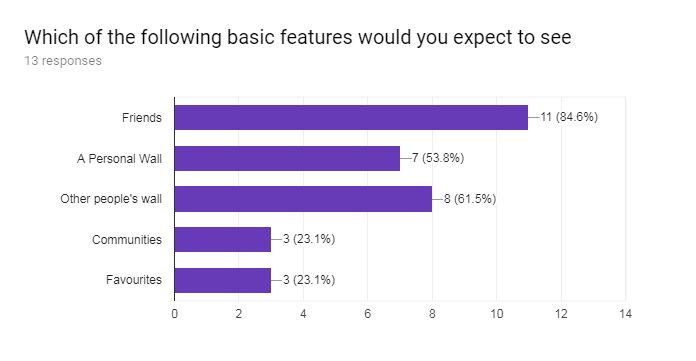 Which of the following basic features would you expect to see
13 responses
Friends
11 (84.6%)
A Personal Wall
7 (53.8%)
Other people's wall
8 (61.5%)
Communities
3 (23.1%)
Favourites
3 (23.1%)
0 2 4 6 8 10 12 14